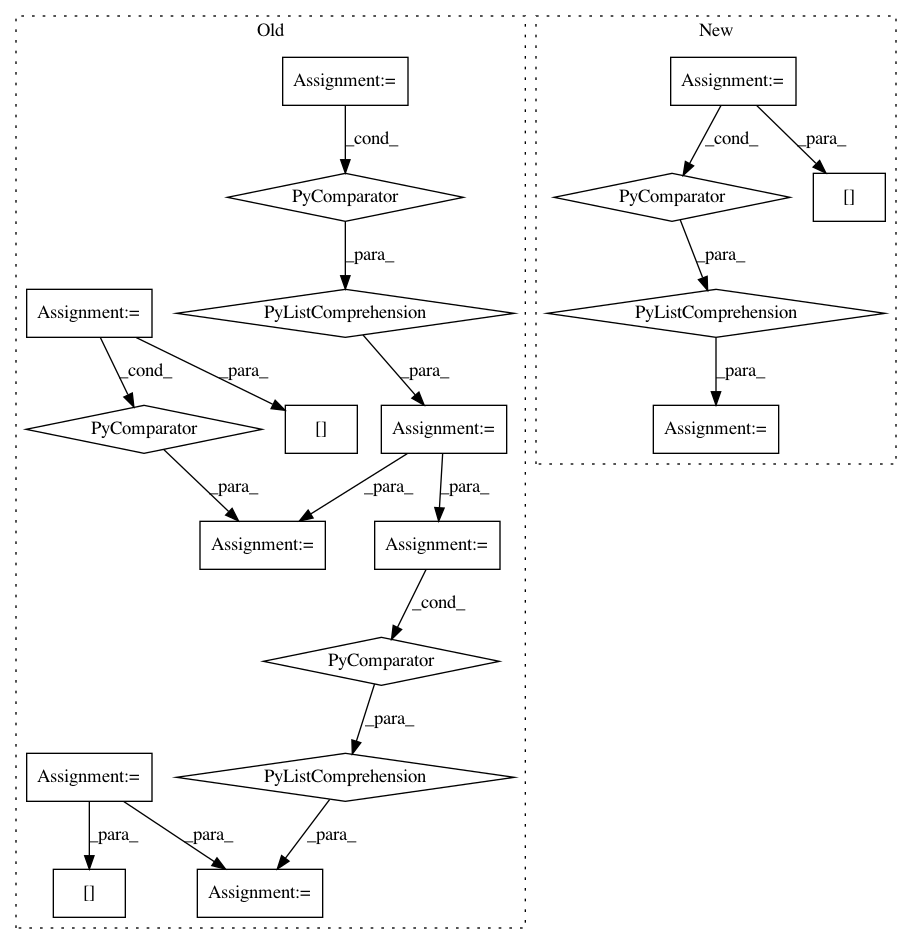 Old
New
Assignment:=
Assignment:=
_cond_
_cond_
_para_
PyComparator
PyComparator
[]
_para_
_para_
Assignment:=
PyListComprehension
PyListComprehension
_cond_
_para_
_para_
_para_
PyComparator
[]
Assignment:=
Assignment:=
_para_
_para_
_para_
Assignment:=
Assignment:=
_cond_
PyComparator
_para_
Assignment:=
PyListComprehension
_para_
_para_
_para_
[]
Assignment:=